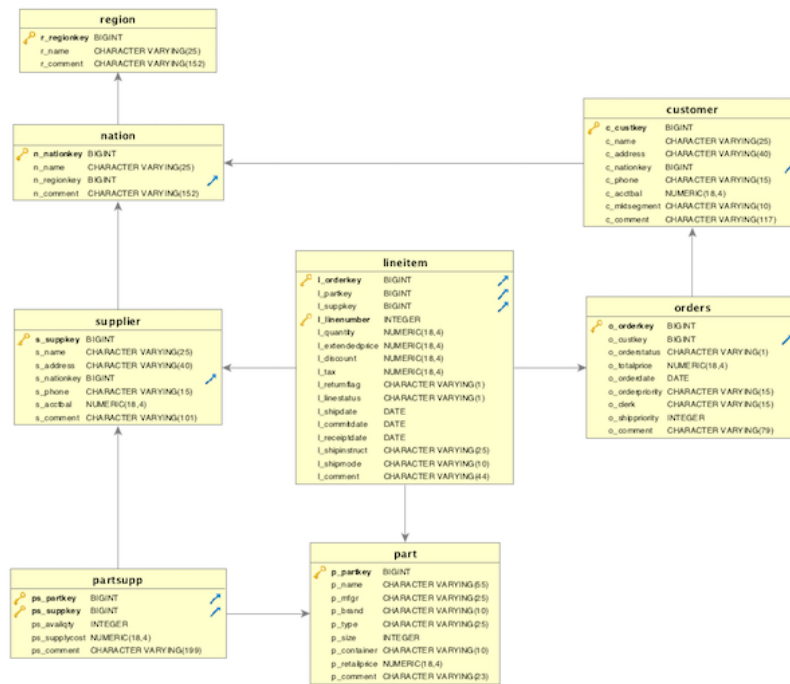 region
r_regionkey BIGINT
r_name CHARACTER VARYING(25)
r_comment CHARACTER VARYING(152)
nation
n_nationkey BIGINT
n_name CHARACTER VARYING(25)
n_regionkey BIGINT
n_comment CHARACTER VARYING(152)
customer
c_custkey BIGINT
c_name CHARACTER VARYING(25)
c_address CHARACTER VARYING(40)
c_nationkey BIGINT
c_phone CHARACTER VARYING(15)
c_acctbal NUMERIC(18,4)
c_mktsegment CHARACTER VARYING(10)
c_comment CHARACTER VARYING(117)
lineitem
l_orderkey BIGINT
l_partkey BIGINT
l_suppkey BIGINT
l_linenumber INTEGER
l_quantity NUMERIC(18,4)
l_extendedprice NUMERIC(18,4)
l_discount NUMERIC(18,4)
l_tax NUMERIC(18,4)
l_returnflag CHARACTER VARYING(1)
l_linestatus CHARACTER VARYING(1)
l_shipdate DATE
l_commitdate DATE
l_receiptdate DATE
l_shipinstruct CHARACTER VARYING(25)
l_shipmode CHARACTER VARYING(10)
l_comment CHARACTER VARYING(44)
supplier
s_suppkey BIGINT
s_name CHARACTER VARYING(25)
s_address CHARACTER VARYING(40)
s_nationkey BIGINT
s_phone CHARACTER VARYING(15)
s_acctbal NUMERIC(18,4)
s_comment CHARACTER VARYING(101)
orders
o_orderkey BIGINT
o_custkey BIGINT
o_orderstatus CHARACTER VARYING(1)
o_totalprice NUMERIC(18,4)
o_orderdate DATE
o_orderpriority CHARACTER VARYING(15)
o_clerk CHARACTER VARYING(15)
o_shippriority INTEGER
o_comment CHARACTER VARYING(79)
partsupp
ps_partkey BIGINT
ps_suppkey BIGINT
ps_availqty INTEGER
ps_supplycost NUMERIC(18,4)
ps_comment CHARACTER VARYING(199)
part
p_partkey BIGINT
p_name CHARACTER VARYING(55)
p_mfgr CHARACTER VARYING(25)
p_brand CHARACTER VARYING(10)
p_type CHARACTER VARYING(25)
p_size INTEGER
p_container CHARACTER VARYING(10)
p_retailprice NUMERIC(18,4)
p_comment CHARACTER VARYING(23)